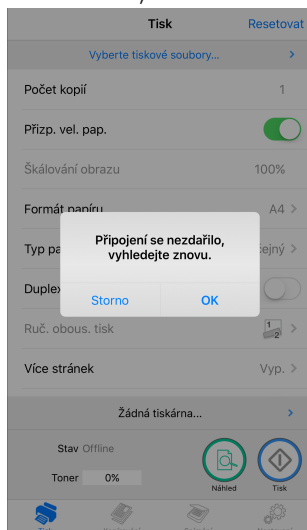 Tisk
Resetovat
Vyberte tiskové soubory...
Počet kopií
1
Přizp. vel. pap.
Škálování obrazu
100%
Formát papíru
A4
Typ pa
Připojení se nezdařilo,
vyhledejte znovu.
Duplex
Storno
OK
Ruč. obous. tisk
1
2
Více stránek
Vyp.
Žádná tiskárna...
Stav Offline
Toner 0%
Náhled
Tisk